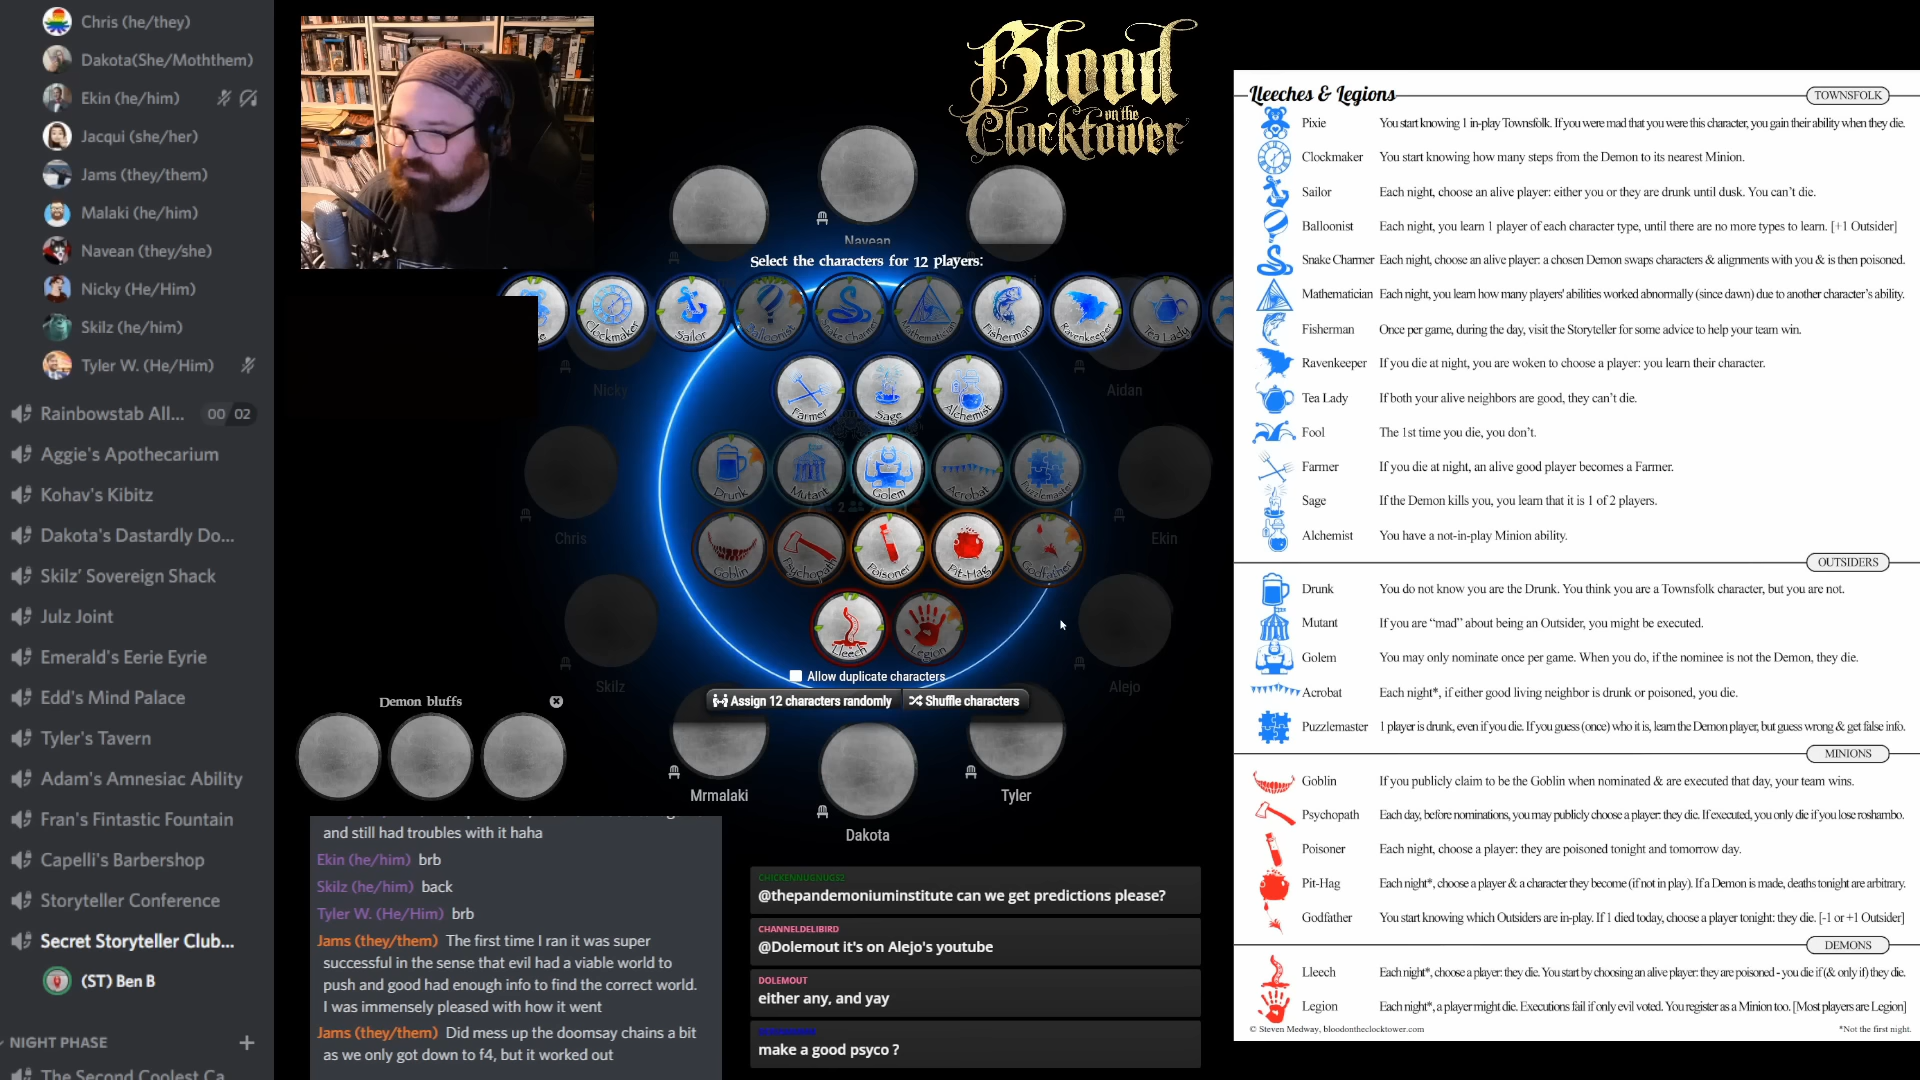 Chris (he/they)
Dakota(She/Moththem)
Ekin (he/him)
Jacqui (she/her)
Jams (they/them)
Malaki (he/him)
Navean (they/she)
Nicky (He/Him)
Skilz (he/him)
Tyler W. (He/Him)
Rainbowstab All... 00 02
Aggie's Apothecarium
Kohav's Kibitz
Dakota's Dastardly Do...
Skilz' Sovereign Shack
Julz Joint
Emerald's Eerie Eyrie
Edd's Mind Palace
Tyler's Tavern
Adam's Amnesiac Ability
Fran's Fintastic Fountain
Capelli's Barbershop
Storyteller Conference
Secret Storyteller Club...
(ST) Ben B
NIGHT PHASE
The Second Coolest Ca
Blood
on the
Clocktower
Navean
Select the characters for 12 players:
Clockmaker
Sailor
Balloonist
Snake Charmer
Mathematician
Fisherman
Ravenkeeper
Tea Lady
Nicky
Aidan
Farmer
Sage
Alchemist
Drunk
Mutant
Golem
Acrobat
Puzzlemaster
Chris
Ekin
Goblin
Psychopath
Poisoner
Pit-Hag
Godfather
Lleech
Legion
Skilz
Alejo
Allow duplicate characters
Assign 12 characters randomly
Shuffle characters
Demon bluffs
Mrmalaki
Dakota
Tyler
and still had troubles with it haha
Ekin (he/him) brb
Skilz (he/him) back
Tyler W. (He/Him) brb
Jams (they/them) The first time I ran it was super
successful in the sense that evil had a viable world to
push and good had enough info to find the correct world.
I was immensely pleased with how it went
Jams (they/them) Did mess up the doomsay chains a bit
as we only got down to f4, but it worked out
CHICKENNUGNUGS2
@thepandemoniuminstitute can we get predictions please?
CHANNELDELIBIRD
@Dolemout it's on Alejo's youtube
DOLEMOUT
either any, and yay
make a good psyco ?
Lleeches & Legions
TOWNSFOLK
Pixie You start knowing 1 in-play Townsfolk. If you were mad that you were this character, you gain their ability when they die.
Clockmaker You start knowing how many steps from the Demon to its nearest Minion.
Sailor Each night, choose an alive player: either you or they are drunk until dusk. You can't die.
Balloonist Each night, you learn 1 player of each character type, until there are no more types to learn. [+1 Outsider]
Snake Charmer Each night, choose an alive player: a chosen Demon swaps characters & alignments with you & is then poisoned.
Mathematician Each night, you learn how many players' abilities worked abnormally (since dawn) due to another character's ability.
Fisherman Once per game, during the day, visit the Storyteller for some advice to help your team win.
Ravenkeeper If you die at night, you are woken to choose a player: you learn their character.
Tea Lady If both your alive neighbors are good, they can't die.
Fool The 1st time you die, you don't.
Farmer If you die at night, an alive good player becomes a Farmer.
Sage If the Demon kills you, you learn that it is 1 of 2 players.
Alchemist You have a not-in-play Minion ability.
OUTSIDERS
Drunk You do not know you are the Drunk. You think you are a Townsfolk character, but you are not.
Mutant If you are "mad" about being an Outsider, you might be executed.
Golem You may only nominate once per game. When you do, if the nominee is not the Demon, they die.
Acrobat Each night*, if either good living neighbor is drunk or poisoned, you die.
Puzzlemaster 1 player is drunk, even if you die. If you guess (once) who it is, learn the Demon player, but guess wrong & get false info.
MINIONS
Goblin If you publicly claim to be the Goblin when nominated & are executed that day, your team wins.
Psychopath Each day, before nominations, you may publicly choose a player: they die. If executed, you only die if you lose roshambo.
Poisoner Each night, choose a player: they are poisoned tonight and tomorrow day.
Pit-Hag Each night*, choose a player & a character they become (if not in play). If a Demon is made, deaths tonight are arbitrary.
Godfather You start knowing which Outsiders are in-play. If 1 died today, choose a player tonight: they die. [-1 or +1 Outsider]
DEMONS
Lleech Each night*, choose a player: they die. You start by choosing an alive player: they are poisoned - you die if (& only if) they die.
Legion Each night*, a player might die. Executions fail if only evil voted. You register as a Minion too. [Most players are Legion]
© Steven Medway, bloodontheclocktower.com
*Not the first night.